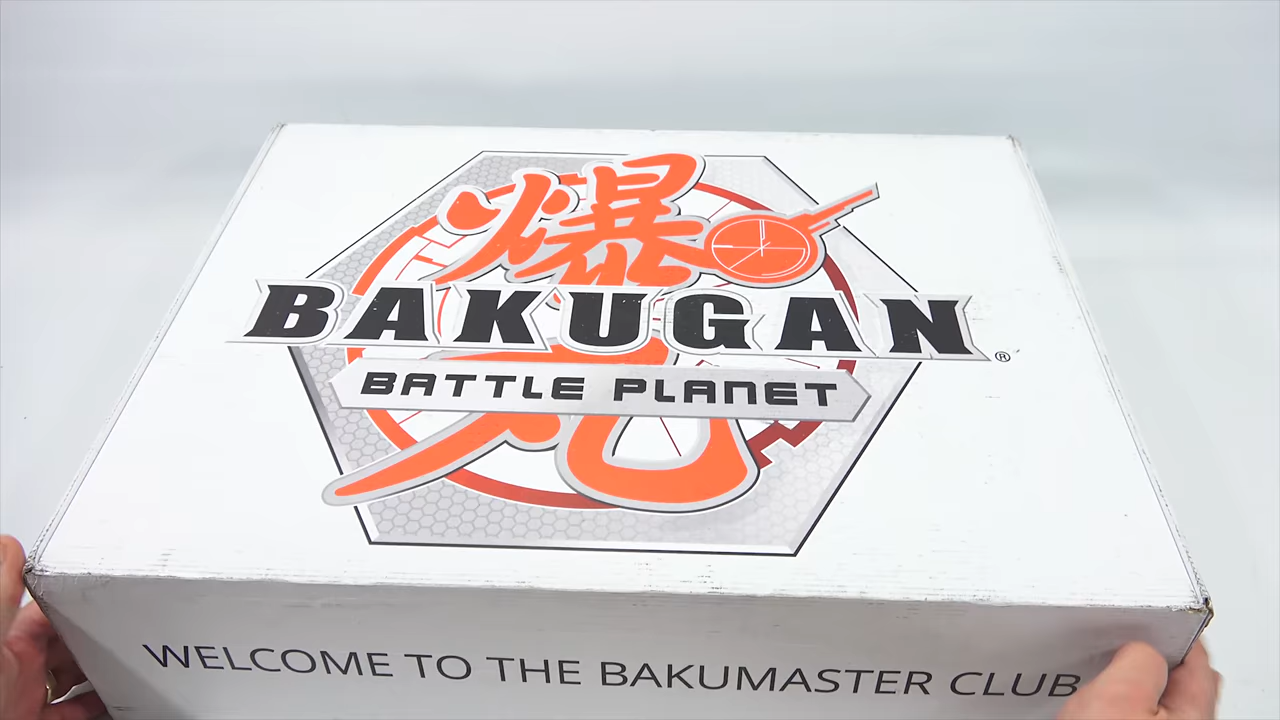 爆
BAKUGAN®
BATTLE PLANET
丸
WELCOME TO THE BAKUMASTER CLUB